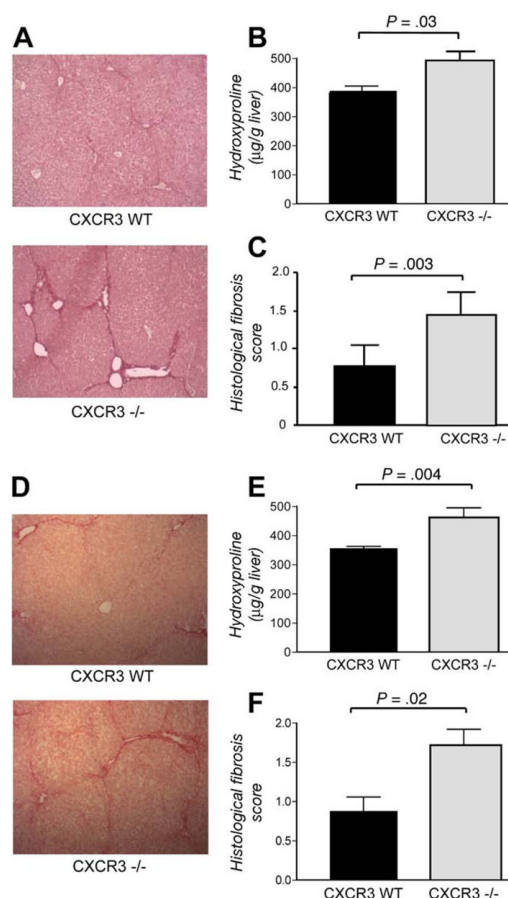 A
CXCR3 WT
CXCR3 -/-
B
P = .03
Hydroxyproline
(µg/g liver)
500
400
300
200
100
0
CXCR3 WT CXCR3 -/-
C
P = .003
Histological fibrosis
score
2.0
1.5
1.0
0.5
0
CXCR3 WT CXCR3 -/-
D
CXCR3 WT
CXCR3 -/-
E
P = .004
Hydroxyproline
(µg/g liver)
500
400
300
200
100
0
CXCR3 WT CXCR3 -/-
F
P = .02
Histological fibrosis
score
2.0
1.5
1.0
0.5
0.0
CXCR3 WT CXCR3 -/-